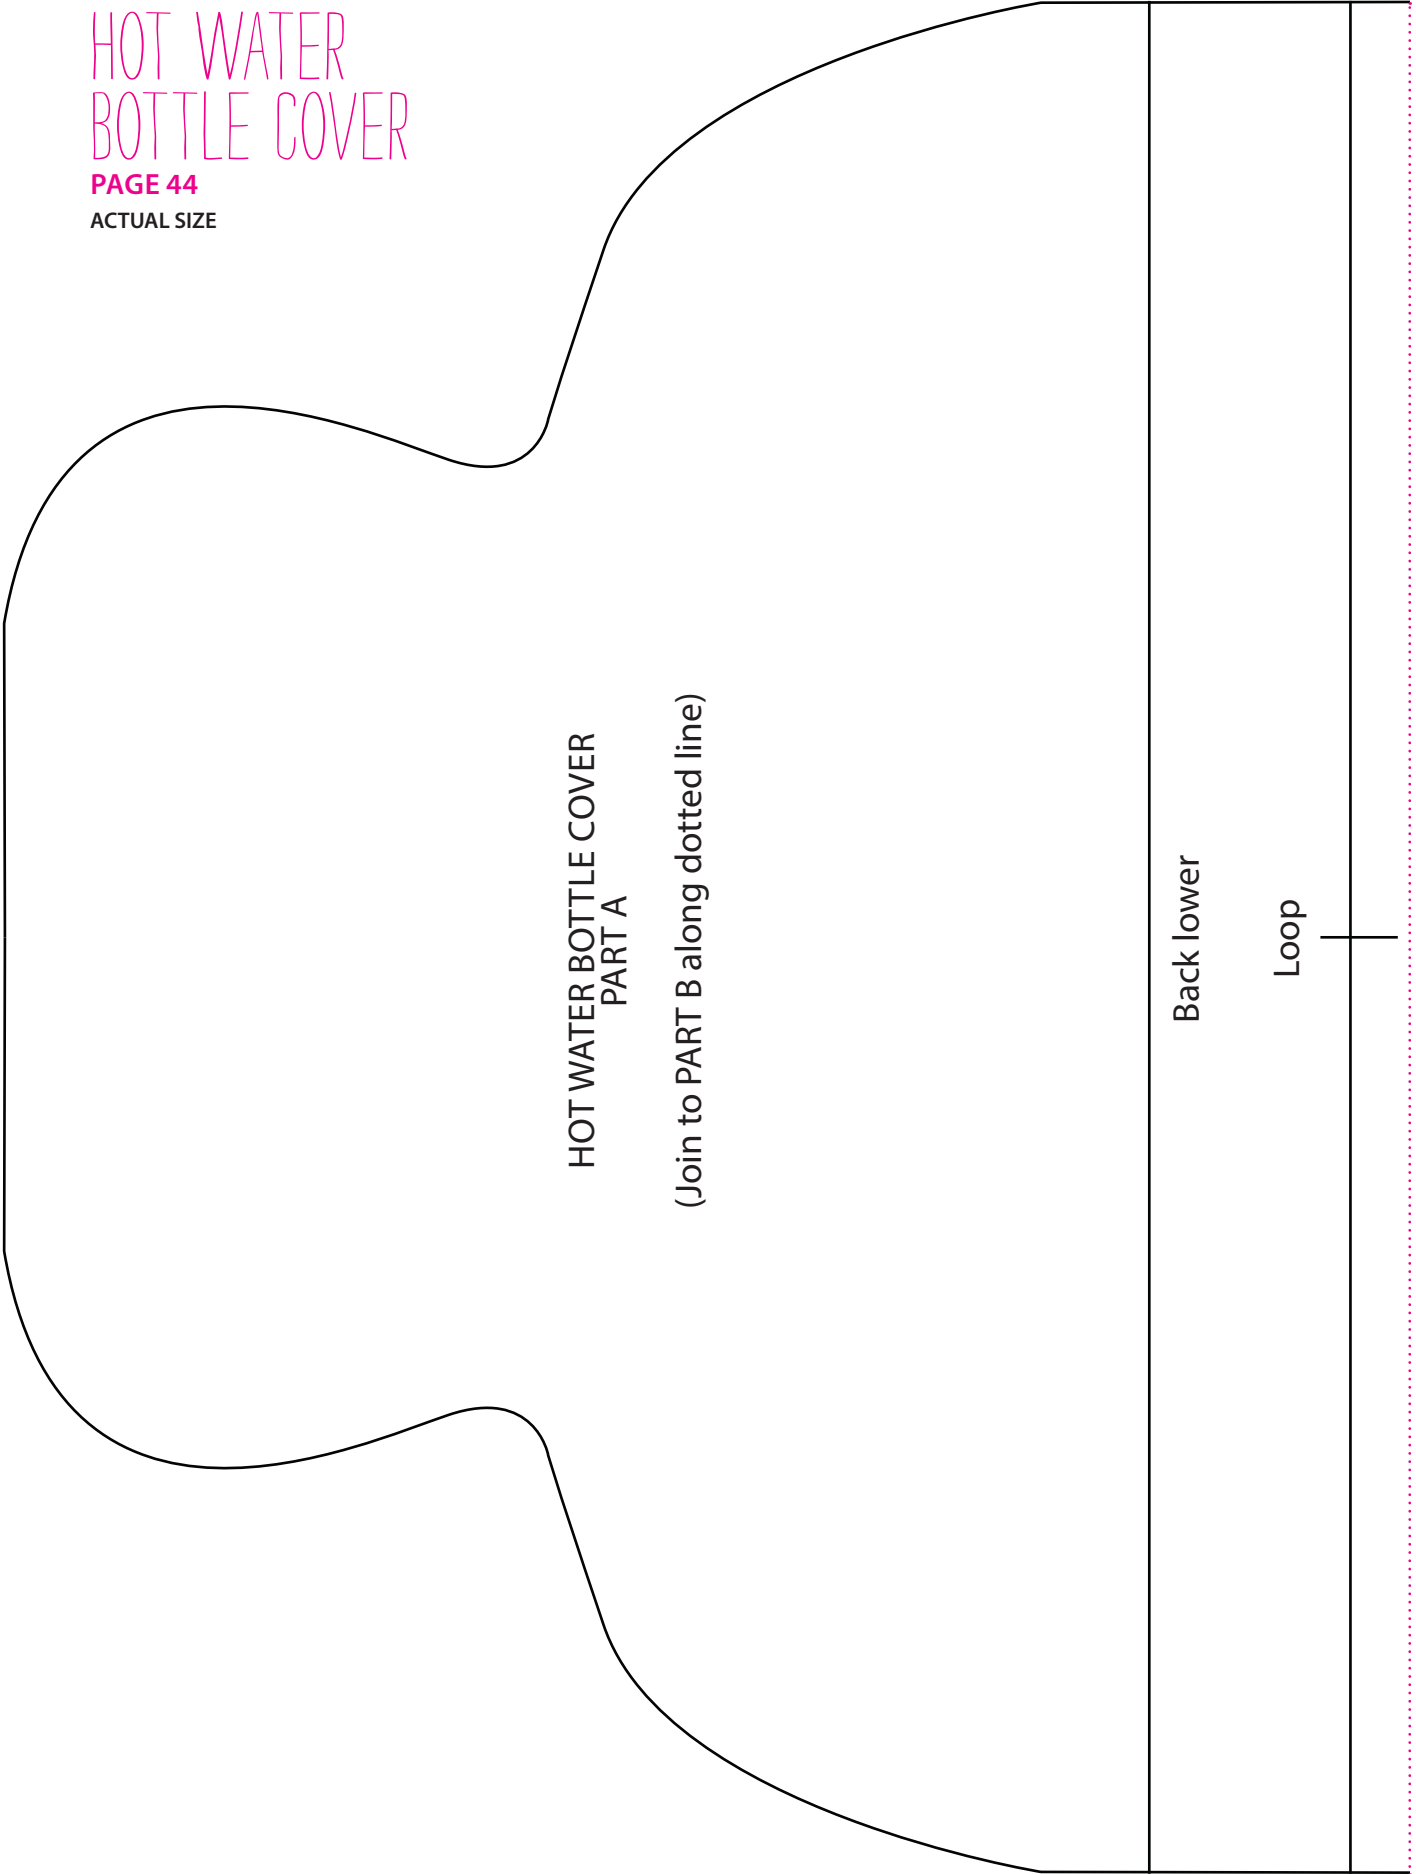 HOT WATER
BOTTLE COVER
PAGE 44
ACTUAL SIZE
HOT WATER BOTTLE COVER
PART A
(Join to PART B along dotted line)
Back lower
Loop